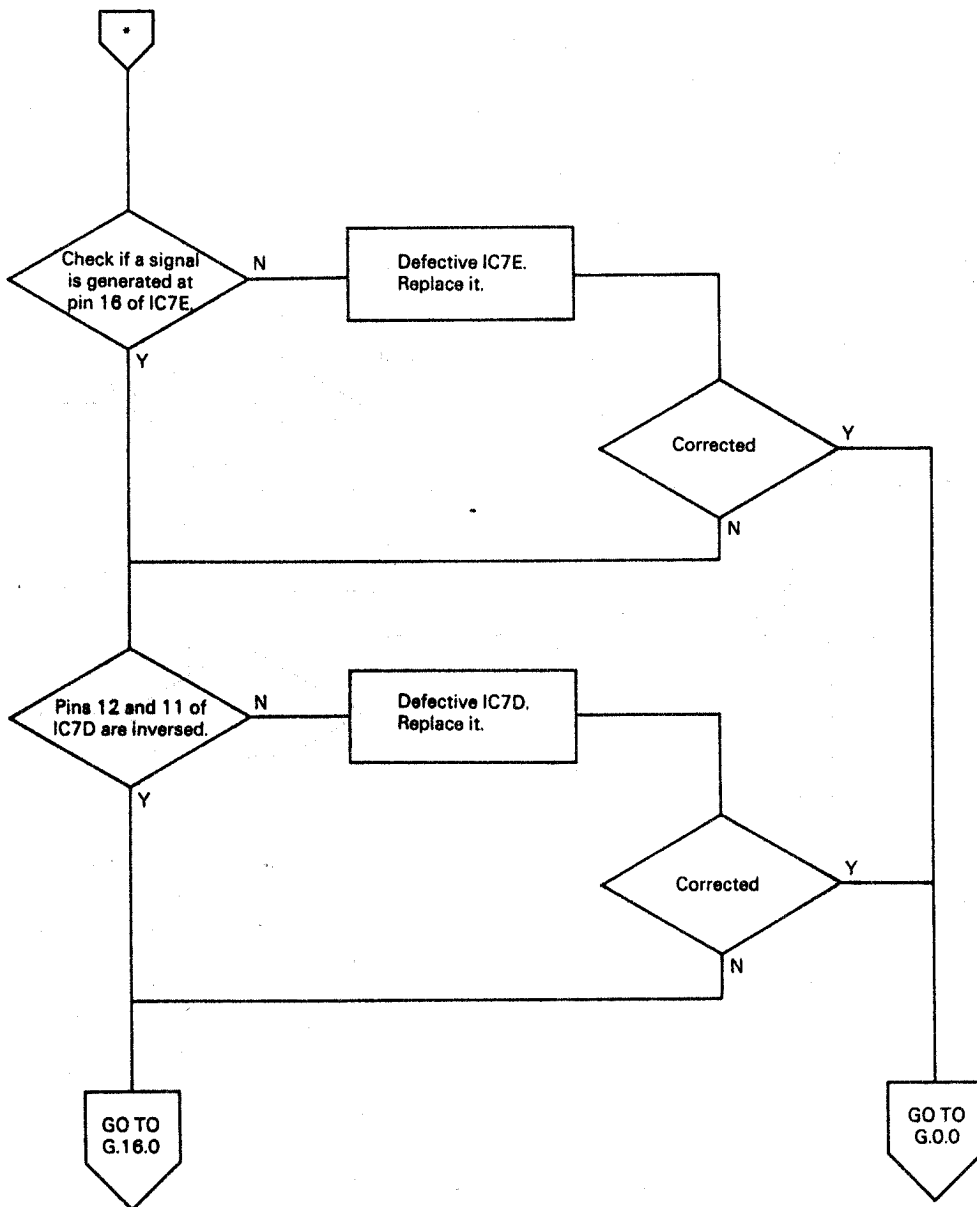 *
Check if a signal
is generated at
pin 16 of IC7E.
N
Defective IC7E.
Replace it.
Y
Corrected
Y
N
Pins 12 and 11 of
IC7D are inversed.
N
Defective IC7D.
Replace it.
Y
Corrected
Y
N
GO TO
G.16.0
GO TO
G.0.0